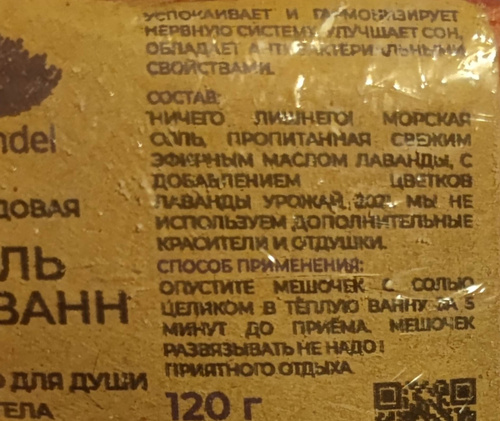 УСПОКАИВАЕТ И ГАРМОНИЗИРУЕТ
НЕРВНУЮ СИСТЕМУ, УЛУЧШАЕТ СОН,
ОБЛАДАЕТ АНТИБАКТЕРИАЛЬНЫМИ
СВОЙСТВАМИ.
СОСТАВ:
НИЧЕГО ЛИШНЕГО! МОРСКАЯ
СОЛЬ, ПРОПИТАННАЯ СВЕЖИМ
ЭФИРНЫМ МАСЛОМ ЛАВАНДЫ, С
ДОБАВЛЕНИЕМ ЦВЕТКОВ
ЛАВАНДЫ УРОЖАЙ МЫ НЕ
ИСПОЛЬЗУЕМ ДОПОЛНИТЕЛЬНЫЕ
КРАСИТЕЛИ И ОТДУШКИ.
СПОСОБ ПРИМЕНЕНИЯ:
ОПУСТИТЕ МЕШОЧЕК С СОЛЬЮ
ЦЕЛИКОМ В ТЁПЛУЮ ВАННУ ЗА 5
МИНУТ ДО ПРИЁМА. МЕШОЧЕК
РАЗВЯЗЫВАТЬ НЕ НАДО!
ПРИЯТНОГО ОТДЫХА
120 г
ndel
ДОВАЯ
ЛЬ
ВАНН
ДЛЯ ДУШИ
ТЕЛА